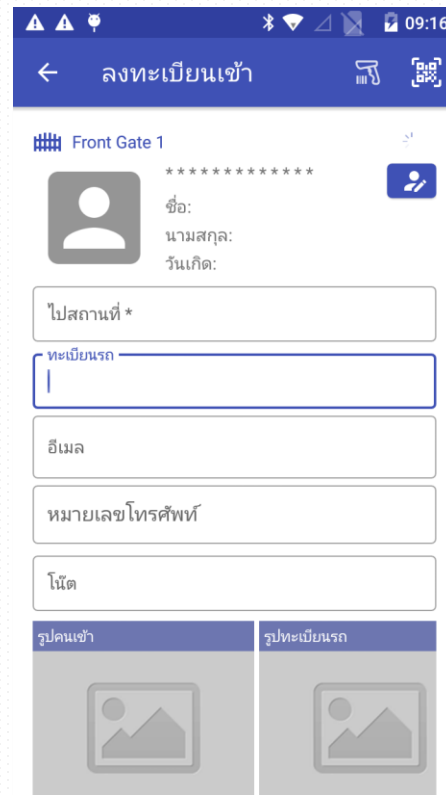 09:16
ลงทะเบียนเข้า
Front Gate 1
*************
ชื่อ:
นามสกุล:
วันเกิด:
ไปสถานที่ *
ทะเบียนรถ
อีเมล
หมายเลขโทรศัพท์
โน๊ต
รูปคนเข้า
รูปทะเบียนรถ